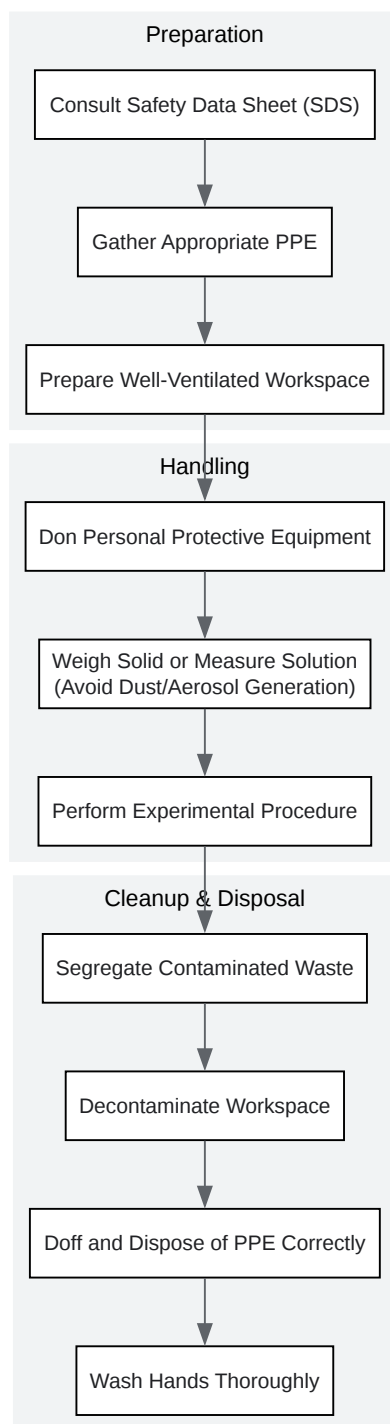 Preparation
Consult Safety Data Sheet (SDS)
Gather Appropriate PPE
Prepare Well-Ventilated Workspace
Handling
Don Personal Protective Equipment
Weigh Solid or Measure Solution
(Avoid Dust/Aerosol Generation)
Perform Experimental Procedure
Cleanup & Disposal
Segregate Contaminated Waste
Decontaminate Workspace
Doff and Dispose of PPE Correctly
Wash Hands Thoroughly